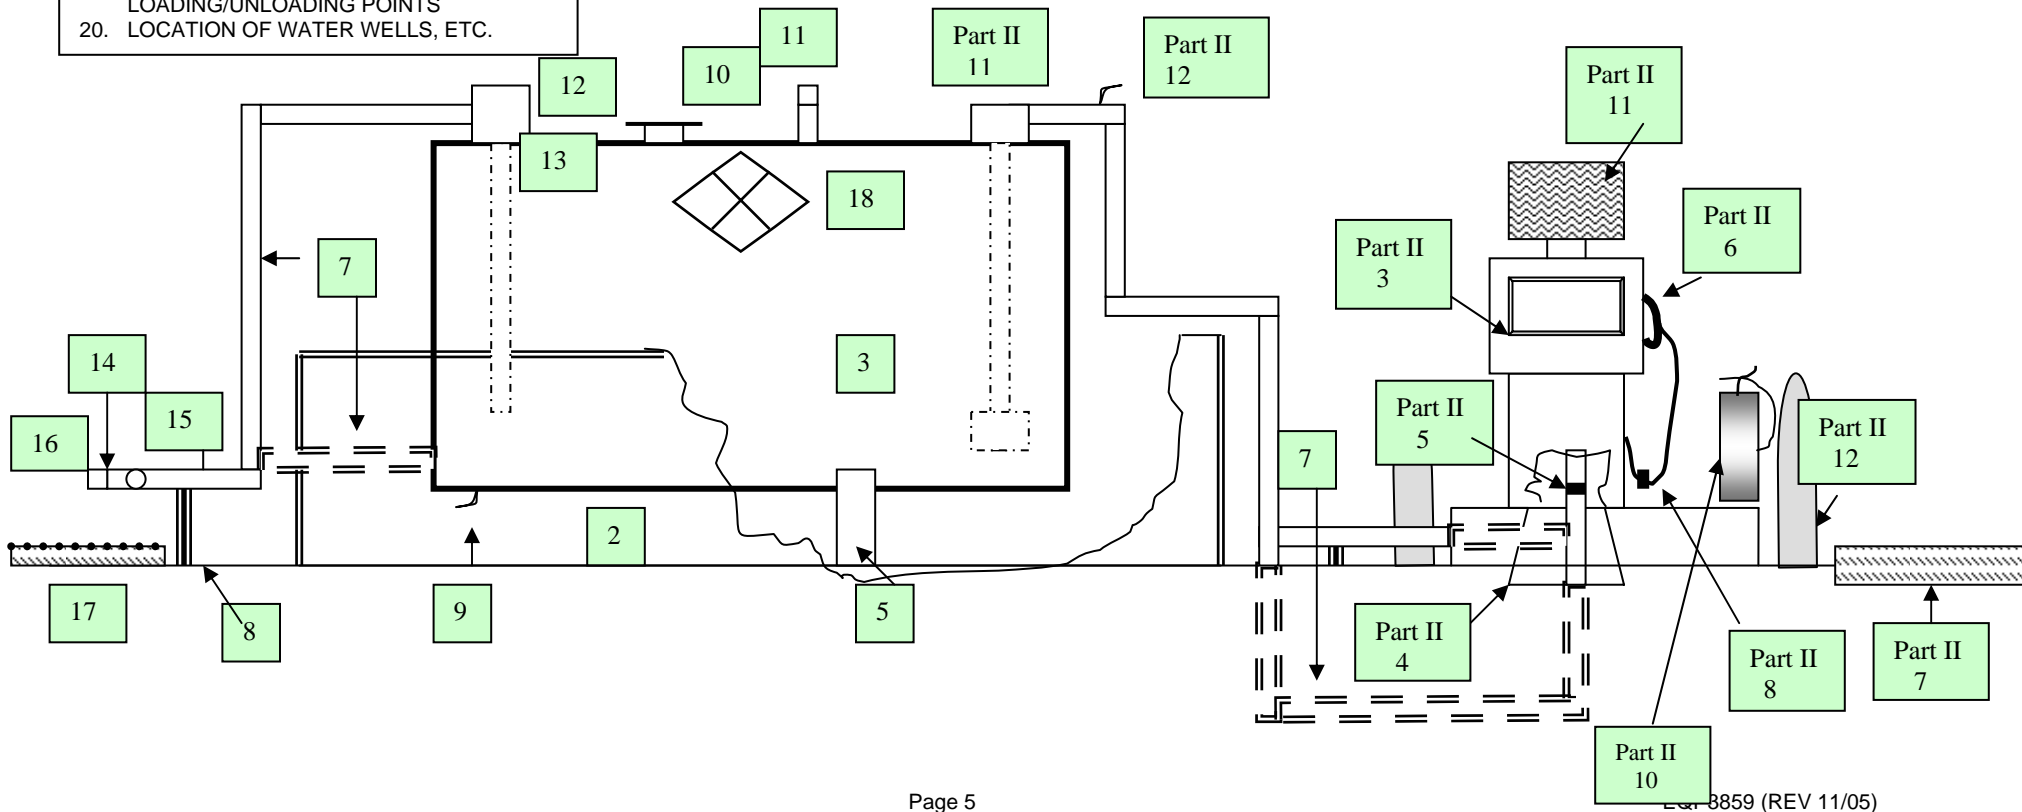 LOADING/UNLOADING POINTS
20. LOCATION OF WATER WELLS, ETC.
11
Part II
11
Part II
12
12
10
Part II
11
13
18
Part II
6
Part II
3
7
14
3
15
16
Part II
5
Part II
12
7
2
17
8
9
5
Part II
4
Part II
8
Part II
7
Part II
10
Page 5
3859 (REV 11/05)